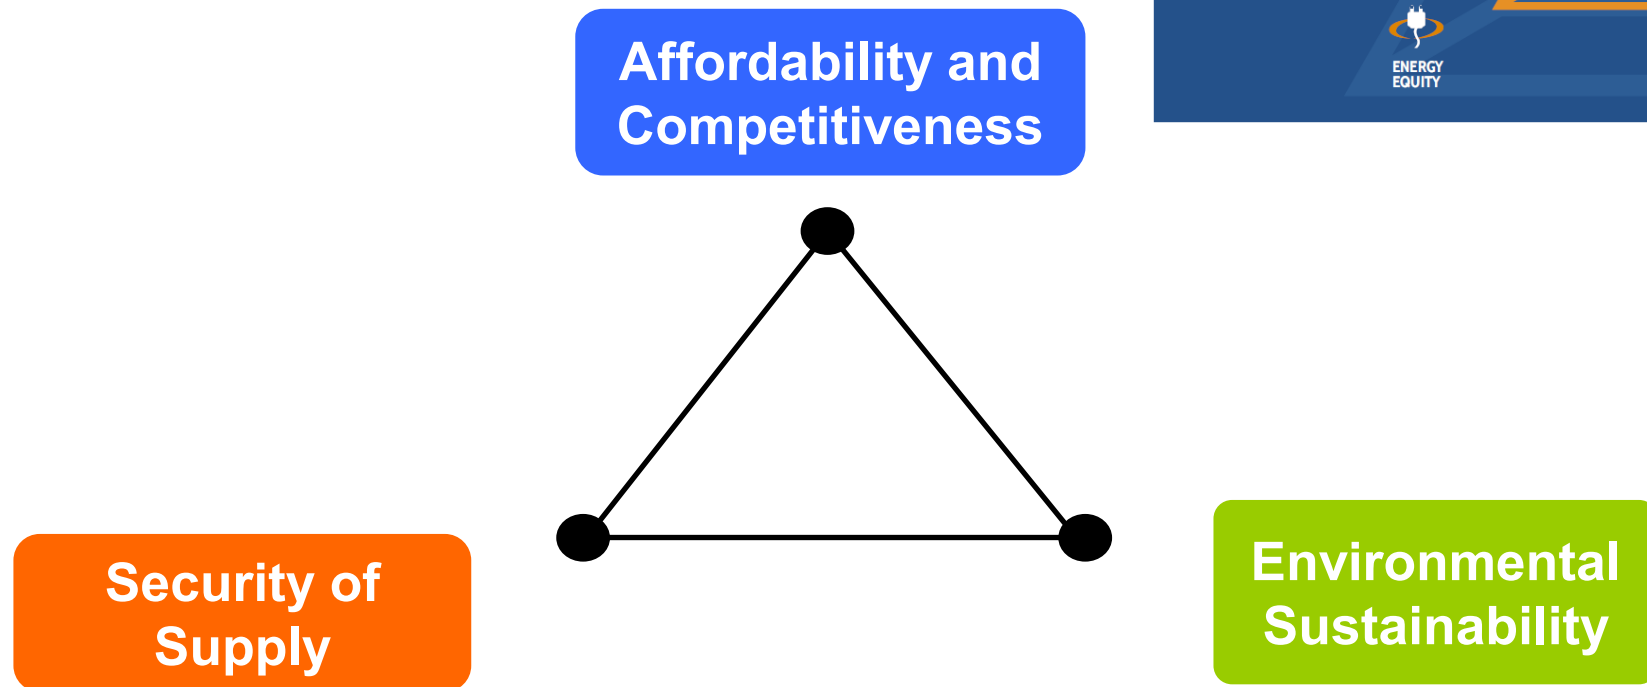 Affordability and
Competitiveness
ENERGY
EQUITY
Security of
Supply
Environmental
Sustainability